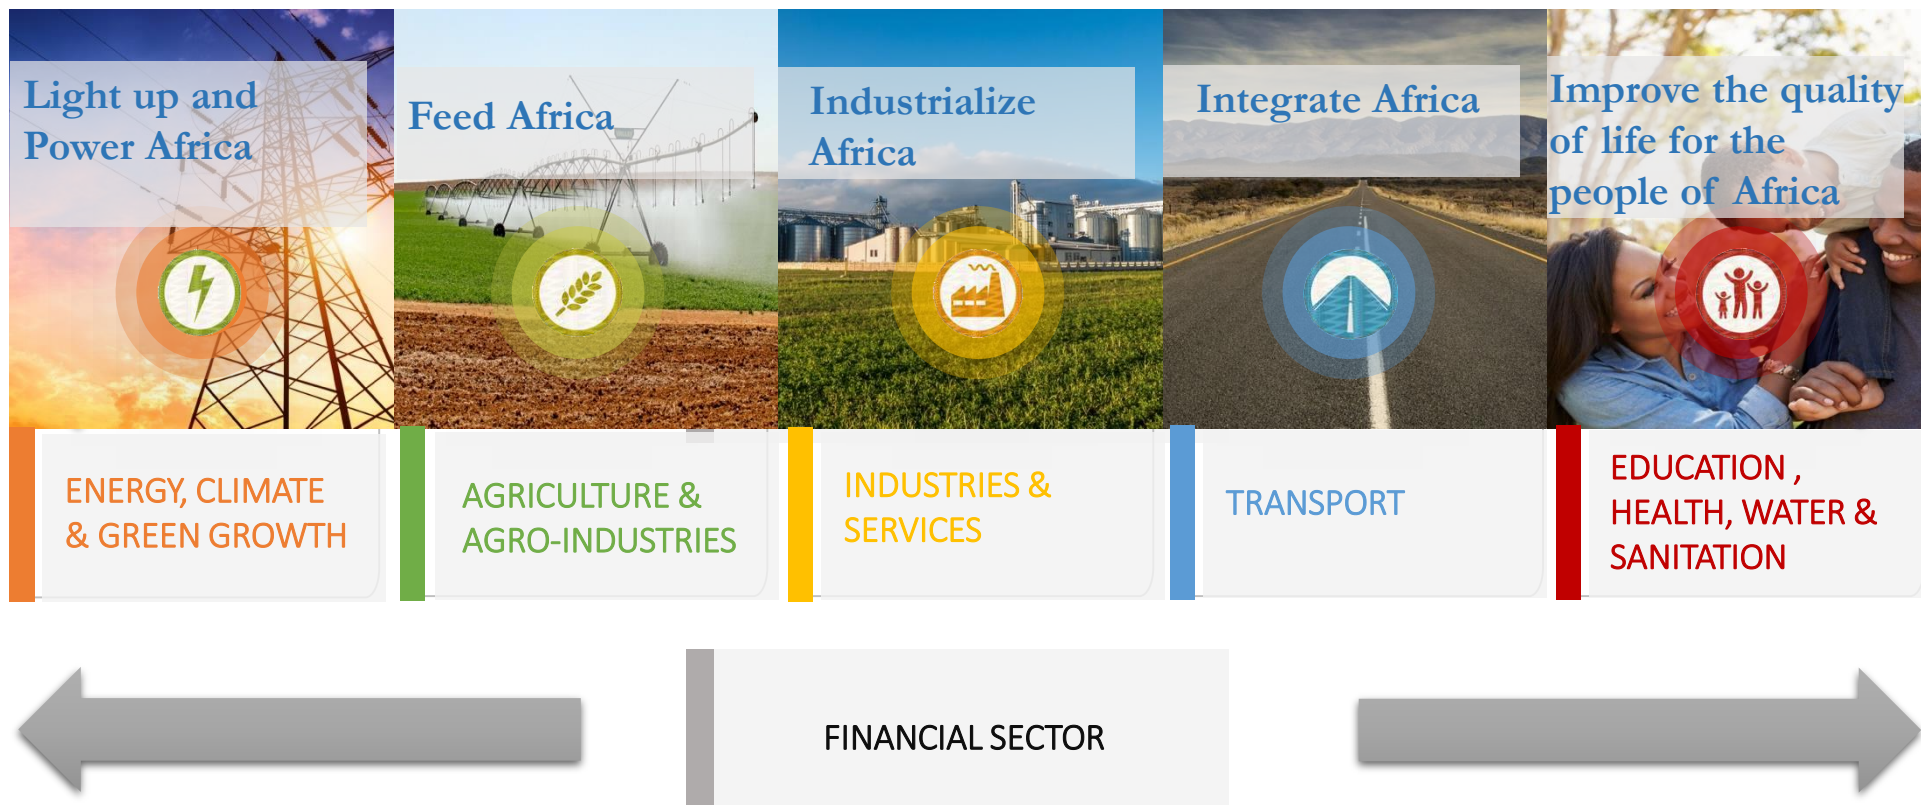 Light up and
Power Africa
Feed Africa
Industrialize
Africa
Integrate Africa
Improve the quality
of life for the
people of Africa
ENERGY, CLIMATE
& GREEN GROWTH
AGRICULTURE &
AGRO-INDUSTRIES
INDUSTRIES &
SERVICES
TRANSPORT
EDUCATION ,
HEALTH, WATER &
SANITATION
FINANCIAL SECTOR